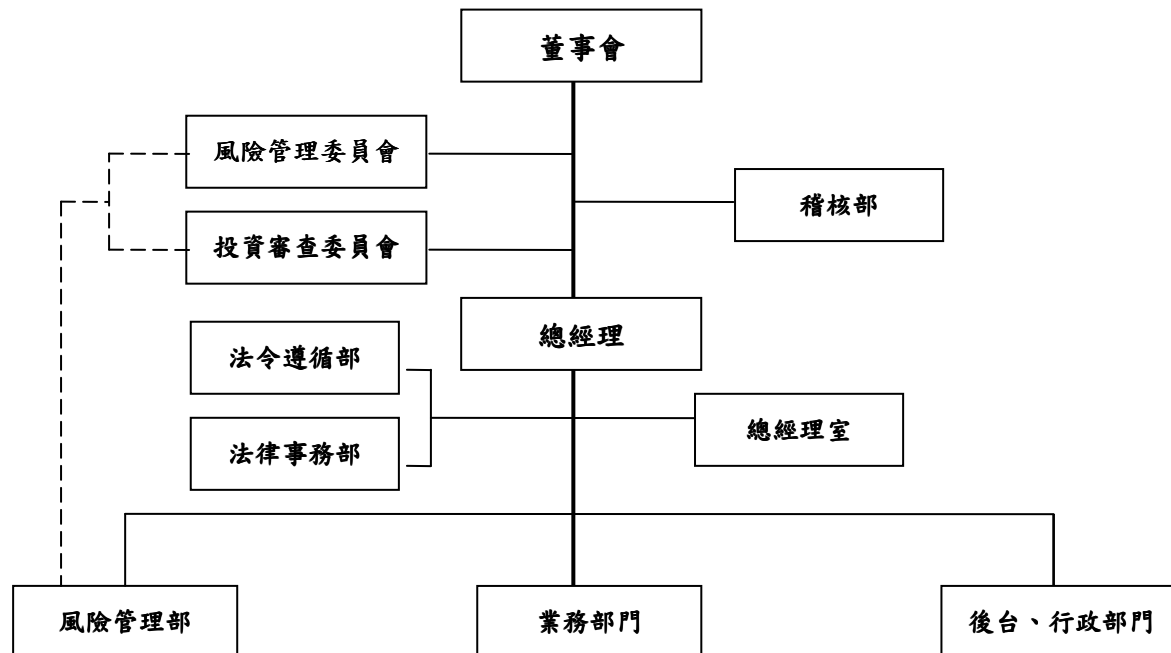 董事會
風險管理委員會
稽核部
投資審查委員會
總經理
法令遵循部
總經理室
法律事務部
風險管理部
業務部門
後台、行政部門